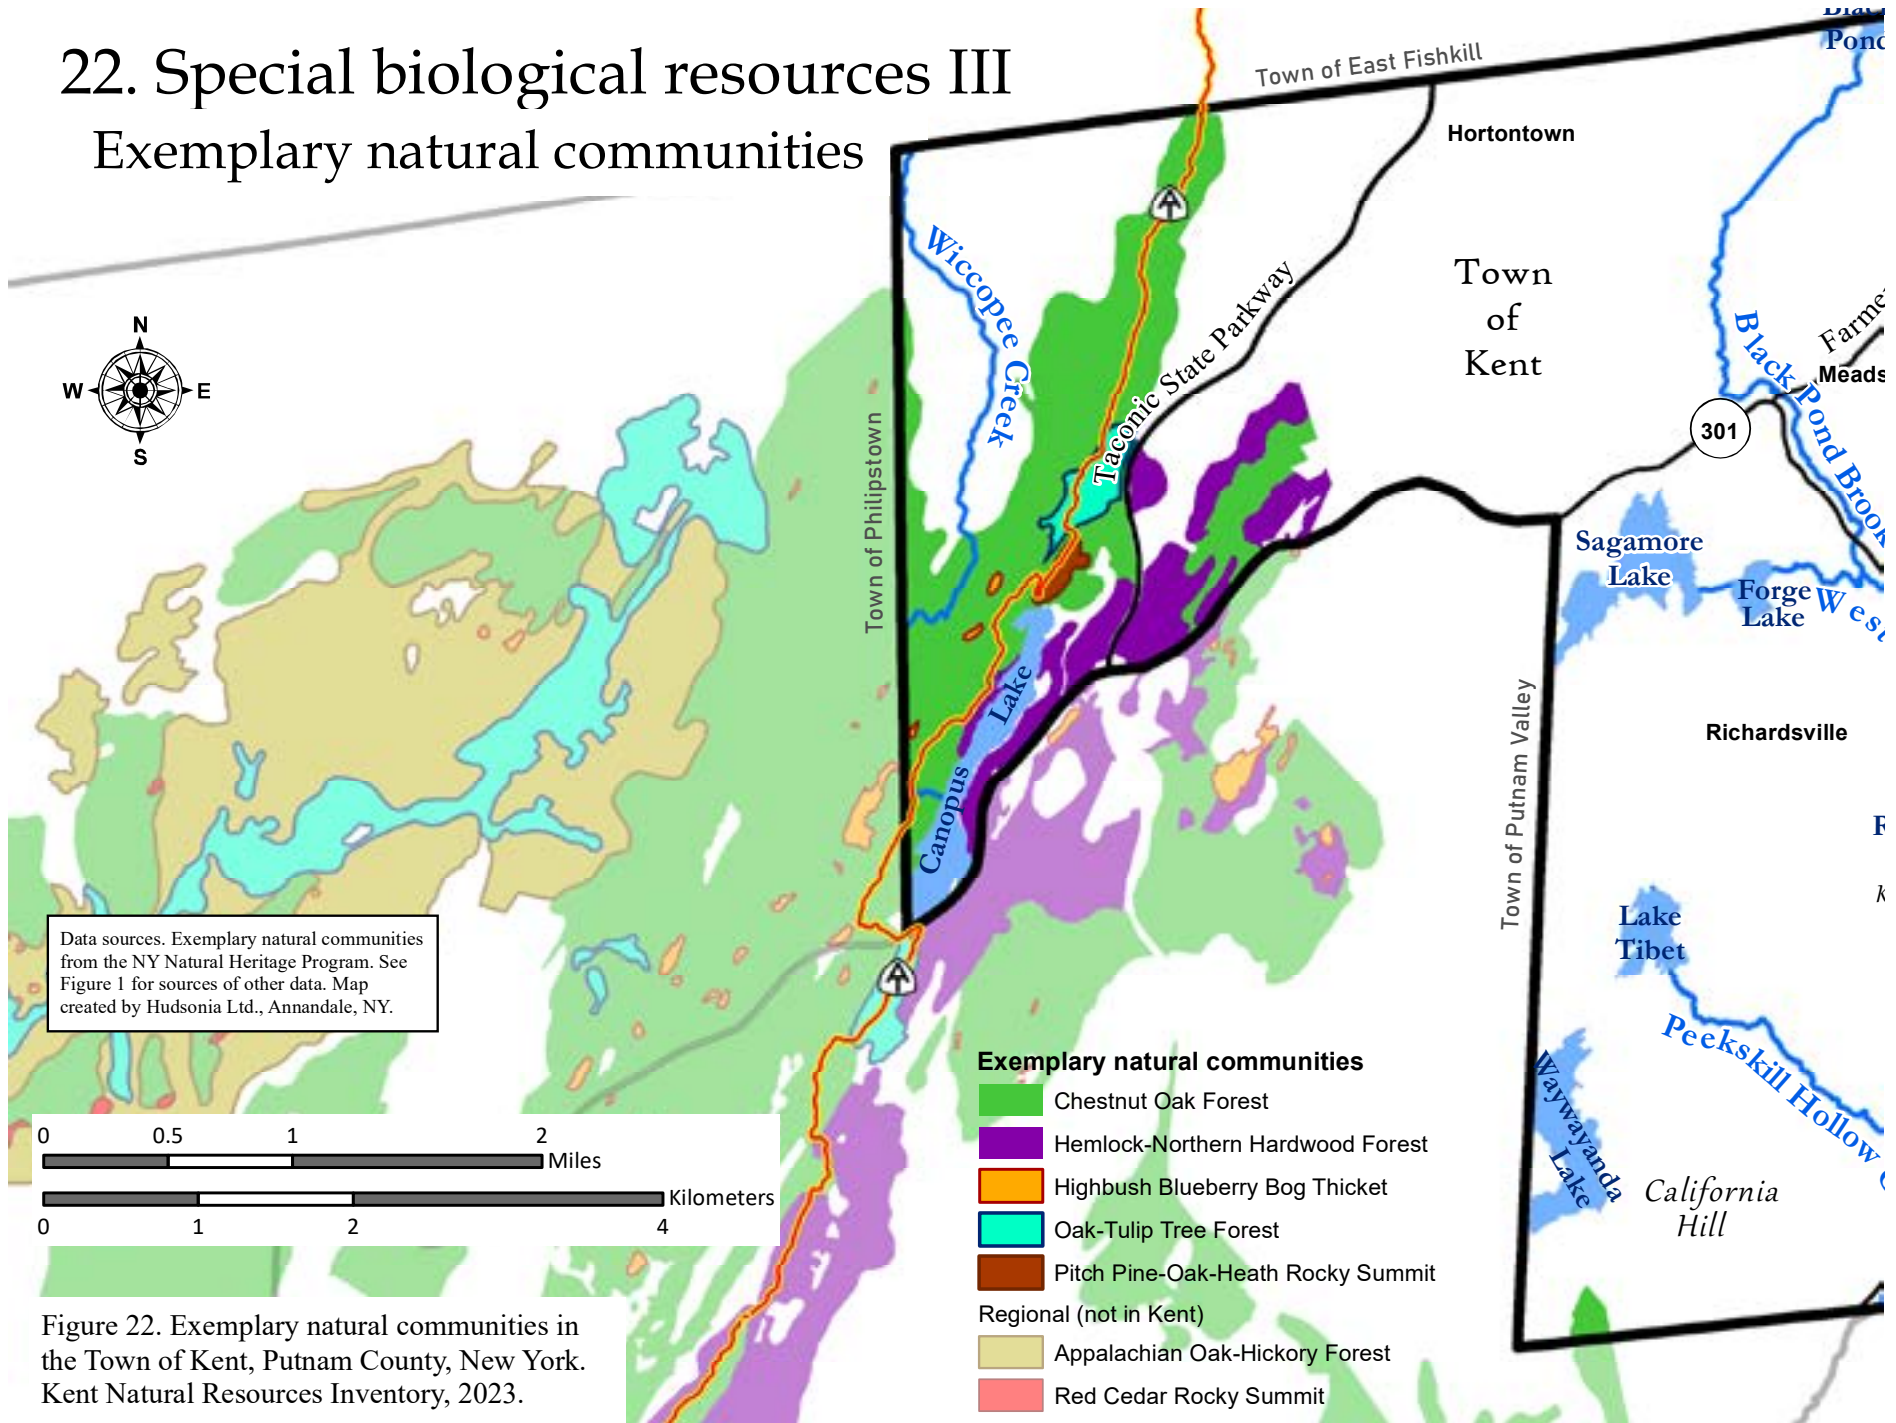 22. Special biological resources III
Exemplary natural communities
Town of East Fishkill
Pond
Hortontown
Wiccopee Creek
Taconic State Parkway
Town
of
Kent
Black Pond Brook
301
N
W E
S
Town of Philipstown
Sagamore
Lake
Forge
Lake
Canopus Lake
Town of Putnam Valley
Richardsville
Lake
Tibet
Peekskill Hollow
Waywayanda
Lake
California
Hill
Data sources. Exemplary natural communities
from the NY Natural Heritage Program. See
Figure 1 for sources of other data. Map
created by Hudsonia Ltd., Annandale, NY.
0 0.5 1 2
Miles
Kilometers
0 1 2 4
Exemplary natural communities
Chestnut Oak Forest
Hemlock-Northern Hardwood Forest
Highbush Blueberry Bog Thicket
Oak-Tulip Tree Forest
Pitch Pine-Oak-Heath Rocky Summit
Regional (not in Kent)
Appalachian Oak-Hickory Forest
Red Cedar Rocky Summit
Figure 22. Exemplary natural communities in
the Town of Kent, Putnam County, New York.
Kent Natural Resources Inventory, 2023.